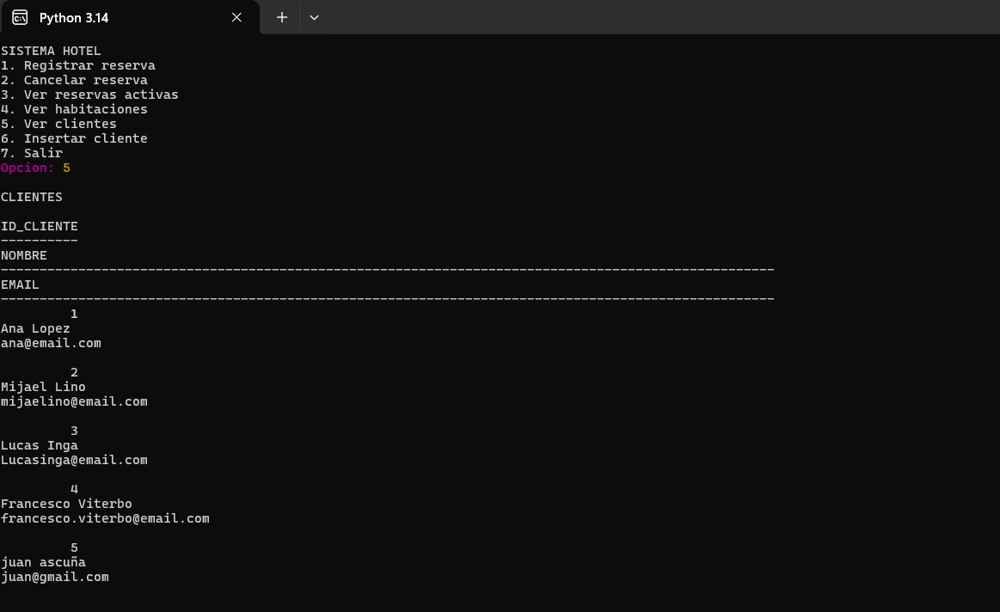 Python 3.14
SISTEMA HOTEL
1. Registrar reserva
2. Cancelar reserva
3. Ver reservas activas
4. Ver habitaciones
5. Ver clientes
6. Insertar cliente
7. Salir
Opcion: 5
CLIENTES
ID_CLIENTE
----------
NOMBRE
----------------------------------------------------------------------------------------------------
EMAIL
----------------------------------------------------------------------------------------------------
1
Ana Lopez
ana@email.com
2
Mijael Lino
mijaelino@email.com
3
Lucas Inga
Lucasinga@email.com
4
Francesco Viterbo
francesco.viterbo@email.com
5
juan ascuña
juan@gmail.com